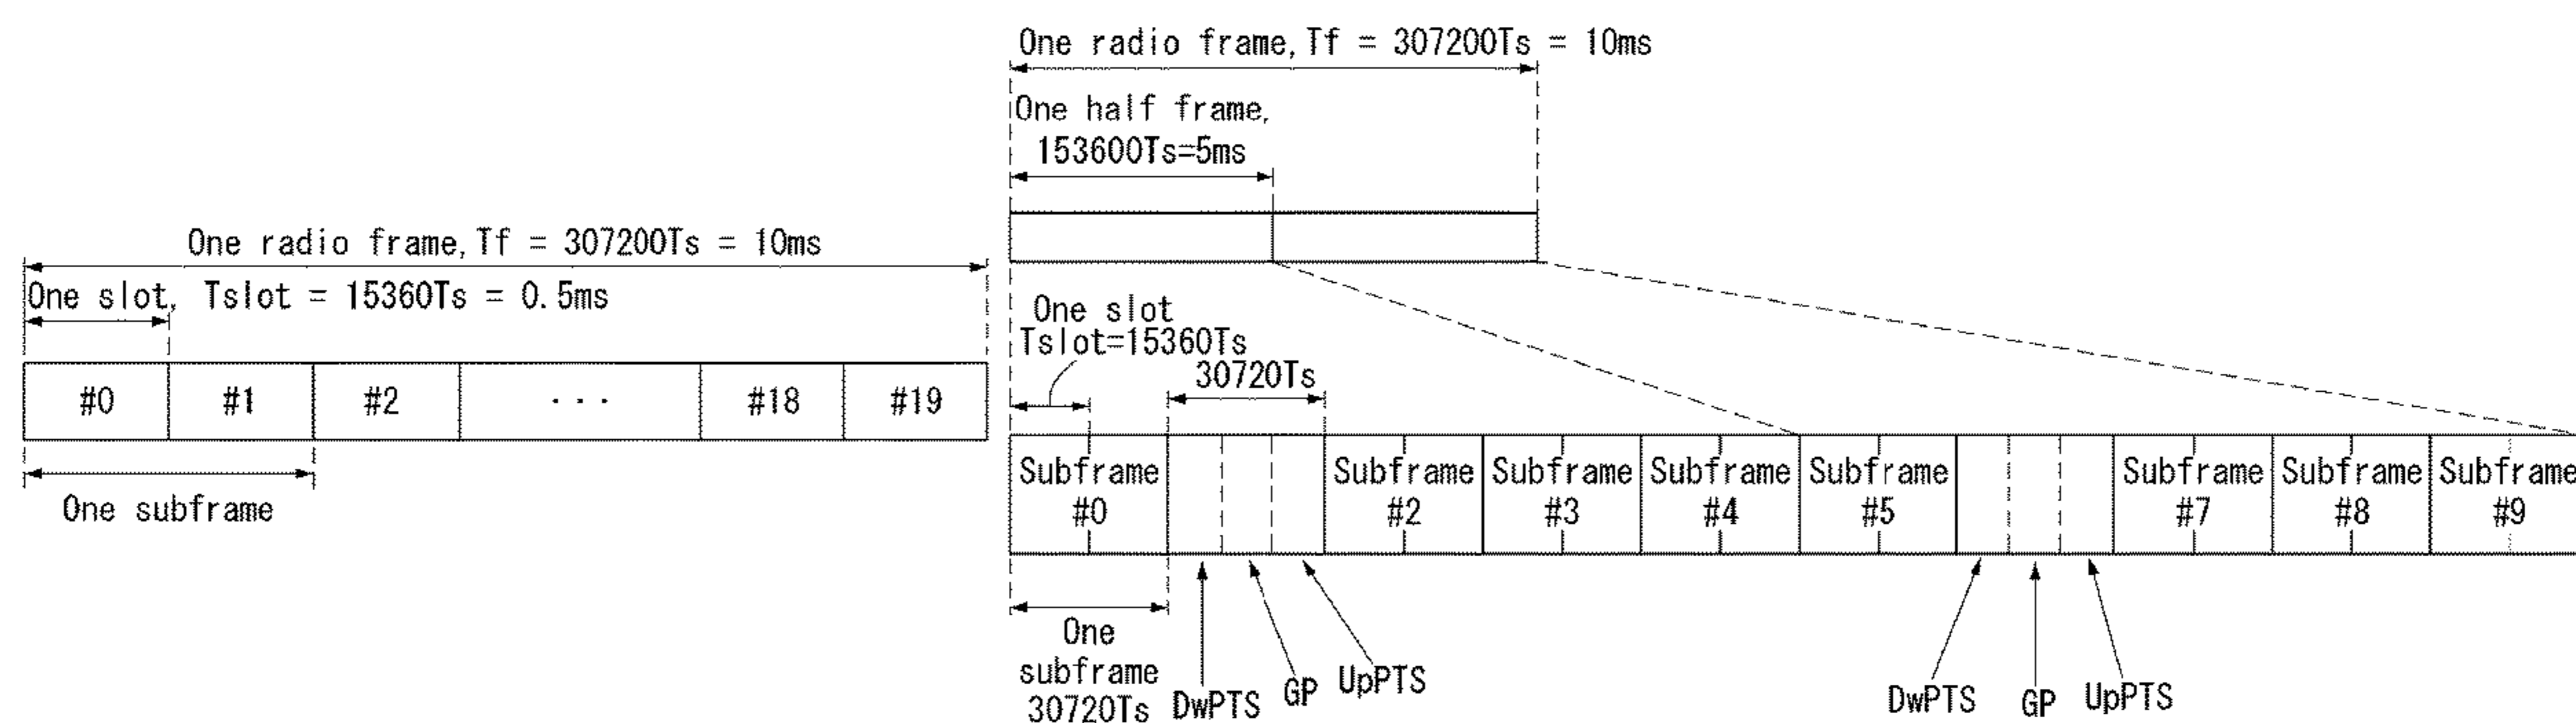 One radio frame, Tf = 307200Ts = 10ms
One slot, Tslot = 15360Ts = 0.5ms
#0 #1 #2 ··· #18 #19
One subframe
One radio frame, Tf = 307200Ts = 10ms
One half frame,
153600Ts=5ms
One slot
Tslot=15360Ts
30720Ts
Subframe Subframe Subframe Subframe Subframe Subframe Subframe Subframe
#0 #2 #3 #4 #5 #7 #8 #9
One
subframe
30720Ts
DwPTS GP UpPTS DwPTS GP UpPTS